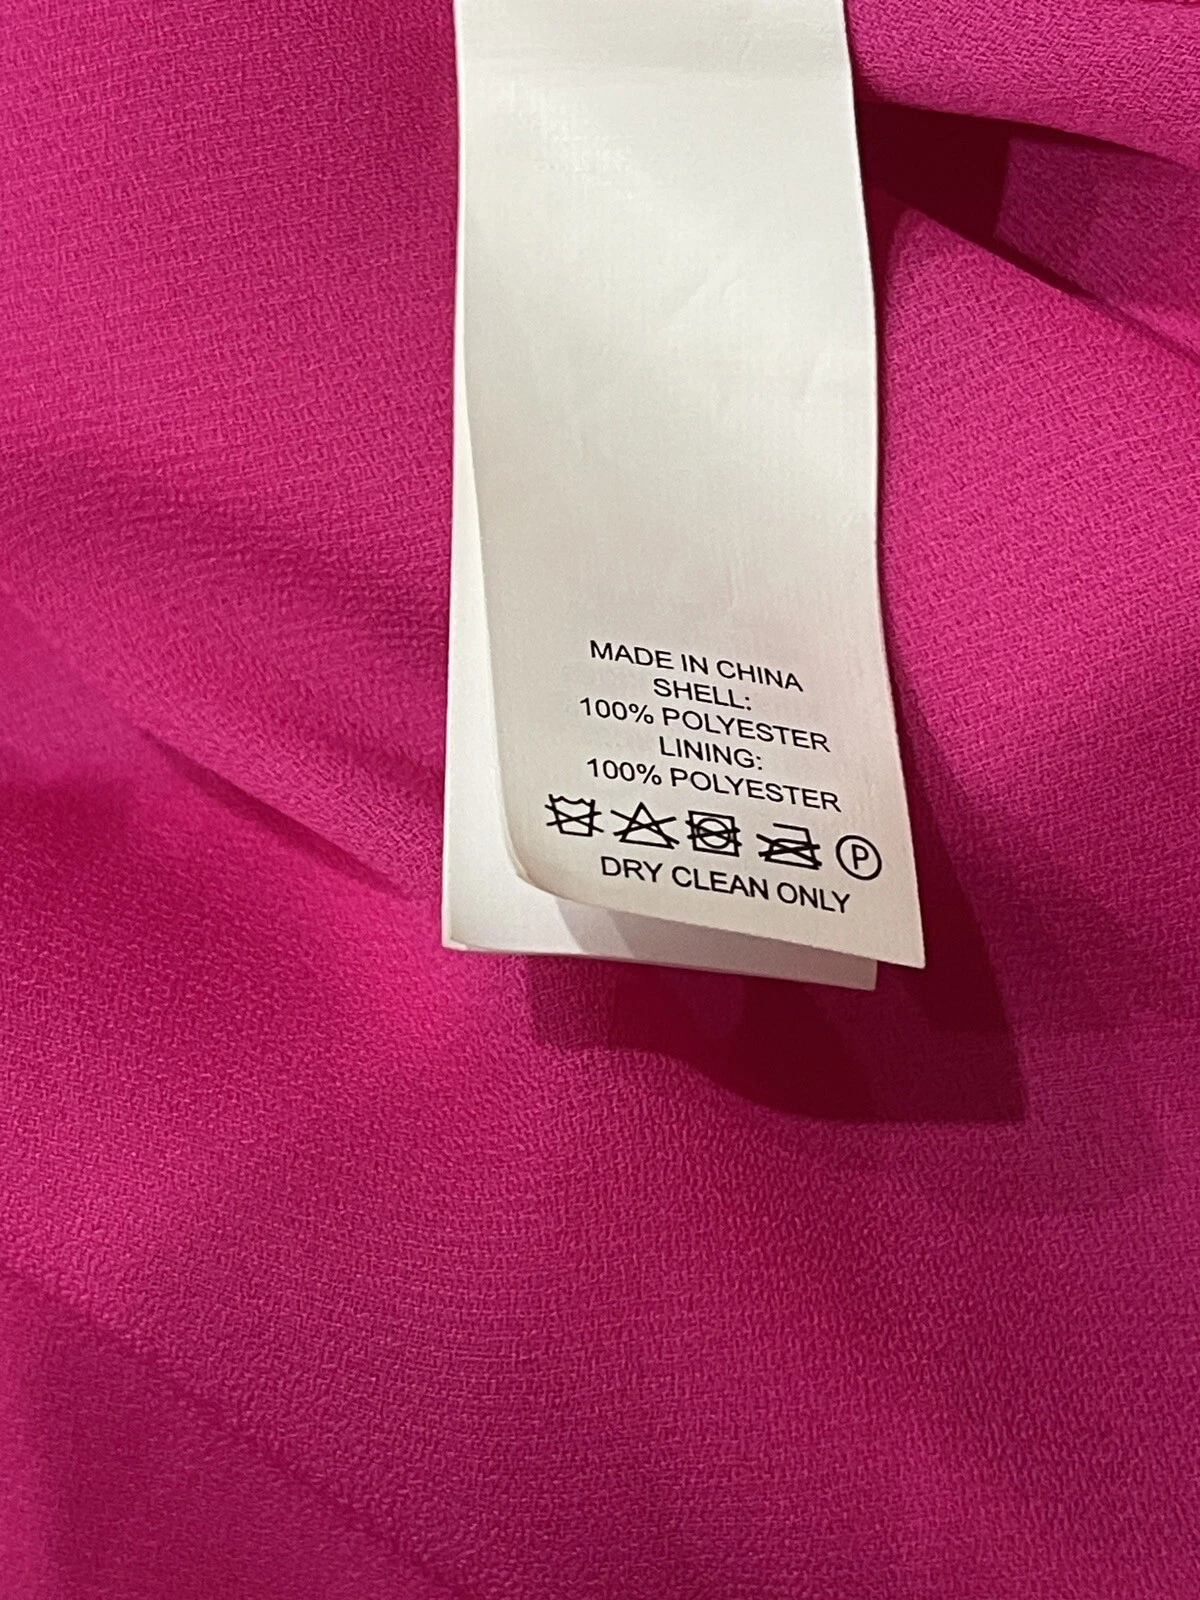 MADE IN CHINA
SHELL:
100% POLYESTER
LINING:
100% POLYESTER
P
DRY CLEAN ONLY